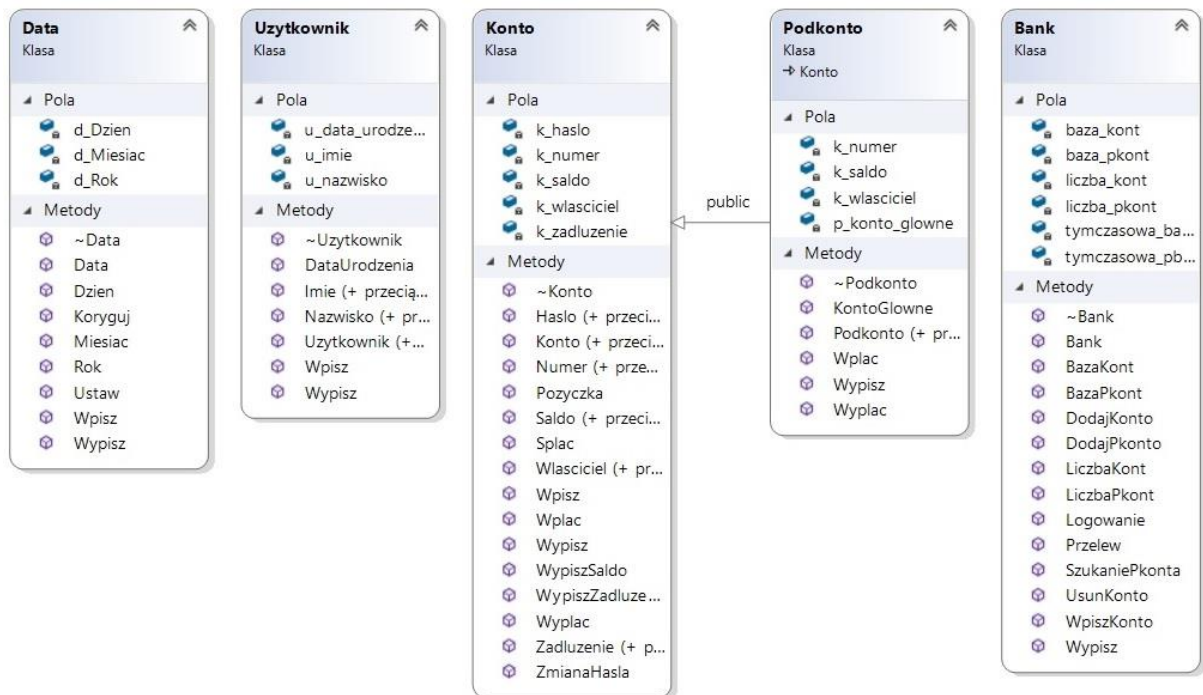 Data
Klasa
Pola
d_Dzien
d_Miesiac
d_Rok
Metody
~Data
Data
Dzien
Koryguj
Miesiac
Rok
Ustaw
Wpisz
Wypisz
Uzytkownik
Klasa
Pola
u_data_urodze...
u_imie
u_nazwisko
Metody
~Uzytkownik
DataUrodzenia
Imie (+ przecią...
Nazwisko (+ pr...
Uzytkownik (+...
Wpisz
Wypisz
Konto
Klasa
Pola
k_haslo
k_numer
k_saldo
k_wlasciciel
k_zadluzenie
Metody
~Konto
Haslo (+ przeci...
Konto (+ przeci...
Numer (+ prze...
Pozyczka
Saldo (+ przeci...
Splac
Wlasciciel (+ pr...
Wpisz
Wplac
Wypisz
WypiszSaldo
WypiszZadluze...
Wyplac
Zadluzenie (+ p...
ZmianaHasla
public
Podkonto
Klasa
Konto
Pola
k_numer
k_saldo
k_wlasciciel
p_konto_glowne
Metody
~Podkonto
KontoGlowne
Podkonto (+ pr...
Wplac
Wypisz
Wyplac
Bank
Klasa
Pola
baza_kont
baza_pkont
liczba_kont
liczba_pkont
tymczasowa_ba...
tymczasowa_pb...
Metody
~Bank
Bank
BazaKont
BazaPkont
DodajKonto
DodajPkonto
LiczbaKont
LiczbaPkont
Logowanie
Przelew
SzukaniePkonta
UsunKonto
WpiszKonto
Wypisz